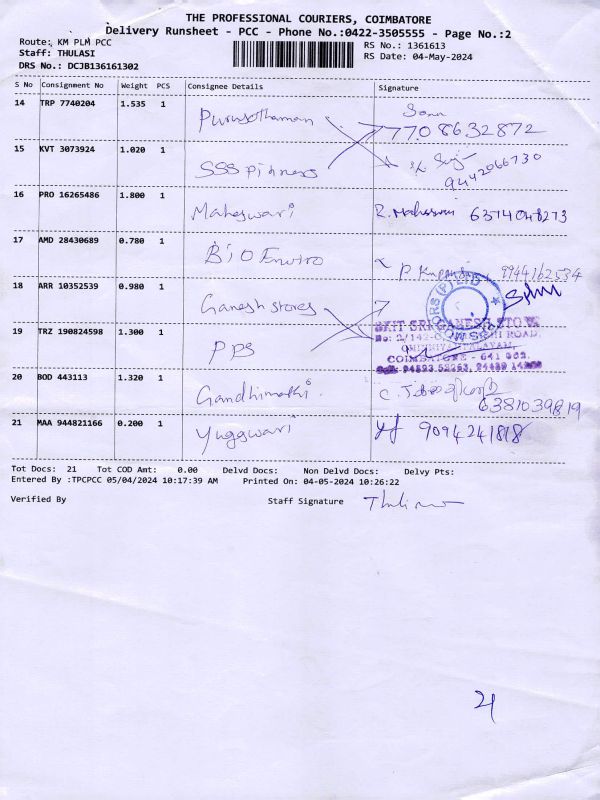 THE PROFESSIONAL COURIERS, COIMBATORE
Delivery Runsheet - PCC - Phone No.:0422-3505555 - Page No.:2
Route: KM PLM PCC
Staff: THULASI
DRS No.: DCJB136161302
RS No.: 1361613
RS Date: 04-May-2024
S No Consignment No Weight PCS Consignee Details Signature
14 TRP 7740204 1.535 1 Purusothaman
7708632872
15 KVT 3073924 1.020 1
9442066730
16 PRO 16265486 1.800 1 Maheswari R. Maheswari 6374048273
17 AMD 28430689 0.780 1 BIO Enviro P 9944162534
18 ARR 10352539 0.980 1 Ganesh stores
19 TRZ 190824598 1.300 1 PPS
COIMBATORE - 641
20 BOD 443113 1.320 1 Gandhimathi
6381039819
21 MAA 944821166 0.200 1 9094241818
Tot Docs: 21 Tot COD Amt: 0.00 Delvd Docs: Non Delvd Docs: Delvy Pts:
Entered By :TPCPCC 05/04/2024 10:17:39 AM Printed On: 04-05-2024 10:26:22
Verified By Staff Signature
21